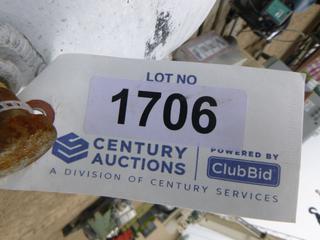 LOT NO
1706
CENTURY
AUCTIONS
POWERED BY
ClubBid
A DIVISION OF CENTURY SERVICES